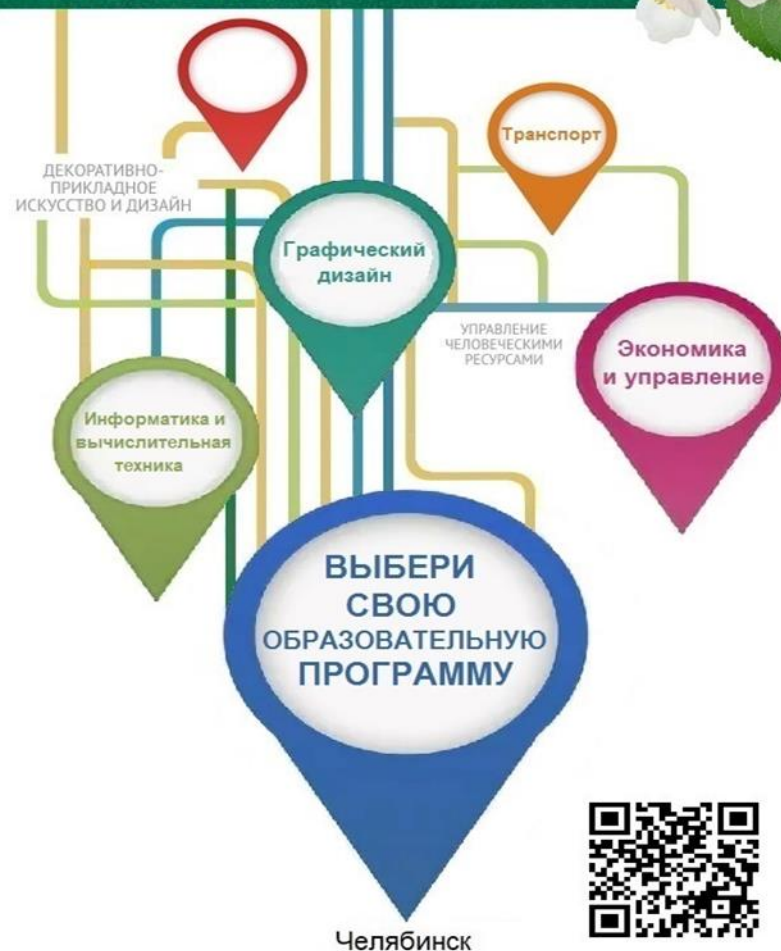 Транспорт
ДЕКОРАТИВНО-
ПРИКЛАДНОЕ
ИСКУССТВО И ДИЗАЙН
Графический
дизайн
УПРАВЛЕНИЕ
ЧЕЛОВЕЧЕСКИМИ
РЕСУРСАМИ
Экономика
и управление
Информатика и
вычислительная
техника
ВЫБЕРИ
СВОЮ
ОБРАЗОВАТЕЛЬНУЮ
ПРОГРАММУ
Челябинск